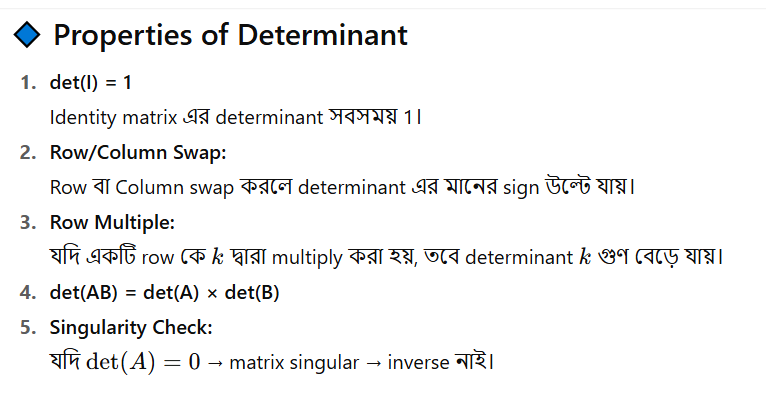 Properties of Determinant
1. det(I) = 1
Identity matrix এর determinant সবসময় 1।
2. Row/Column Swap:
Row বা Column swap করলে determinant এর মানের sign উল্টে যায়।
3. Row Multiple:
যদি একটি row কে k দ্বারা multiply করা হয়, তবে determinant k গুণ বেড়ে যায়।
4. det(AB) = det(A) × det(B)
5. Singularity Check:
যদি det(A) = 0 → matrix singular → inverse নাই।